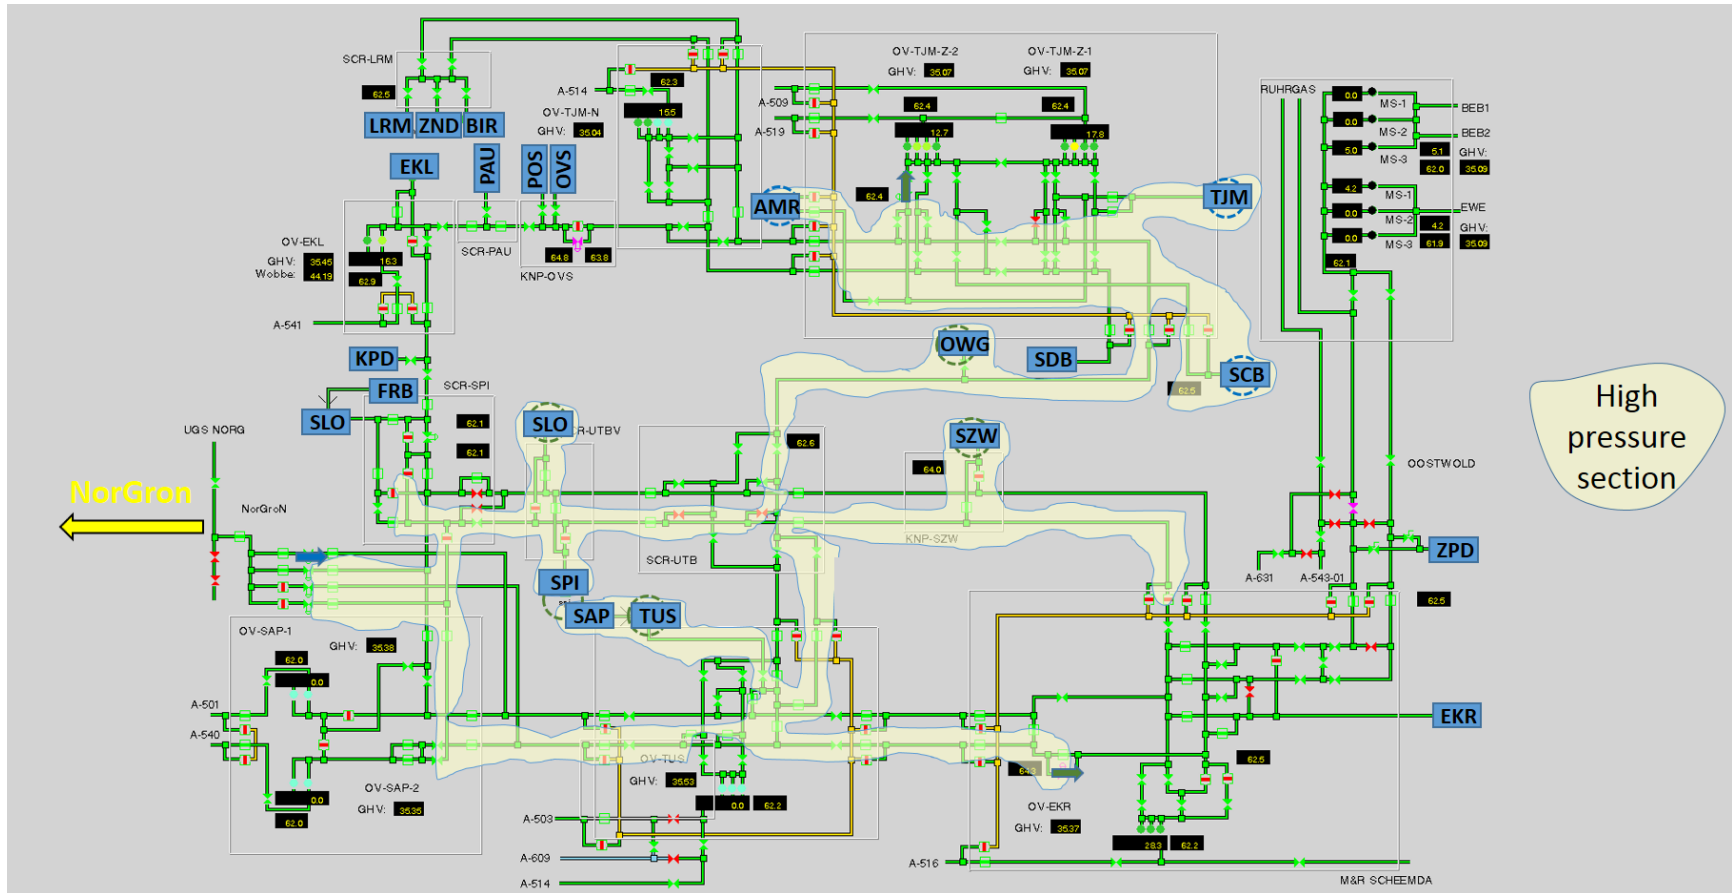 SCR-LRM
62.5
LRM
ZND
BIR
EKL
PAU
POS
OVS
A-514
62.3
155
OV-TJM-N
GHV:
35.04
OV-TJM-Z-2
GHV:
35.07
OV-TJM-Z-1
GHV:
35.07
A-509
A-519
62.4
12.7
62.4
17.8
62.4
AMR
TJM
RUHRGAS
0.0
MS-1
0.0
MS-2
5.0
MS-3
BEB1
BEB2
5.1
GHV:
62.0
35.09
4.2
MS-1
0.0
MS-2
0.0
MS-3
EWE
4.2
GHV:
61.9
35.09
62.1
OV-EKL
GHV:
35.45
Wobbe:
44.19
16.3
62.9
A-541
SCR-PAU
KNP-OVS
64.8
63.8
KPD
FRB
SCR-SPI
SLO
62.1
62.1
OWG
SDB
SCB
62.5
High
pressure
section
UGS NORG
NorGron
NorGroN
SLO
CR-UTBV
62.6
SZW
64.0
KNP-SZW
SCR-UTB
OOSTWOLD
ZPD
A-631
A-543-01
62.5
SPI
SAP
TUS
OV-SAP-1
GHV:
35.38
62.0
0.0
A-501
A-540
0.0
62.0
OV-SAP-2
GHV:
35.35
OV-TUS
GHV:
35.53
0.0
62.2
A-503
A-609
A-514
EKR
62.5
64.3
OV-EKR
GHV:
35.37
28.3
62.2
A-516
M&R SCHEEMDA